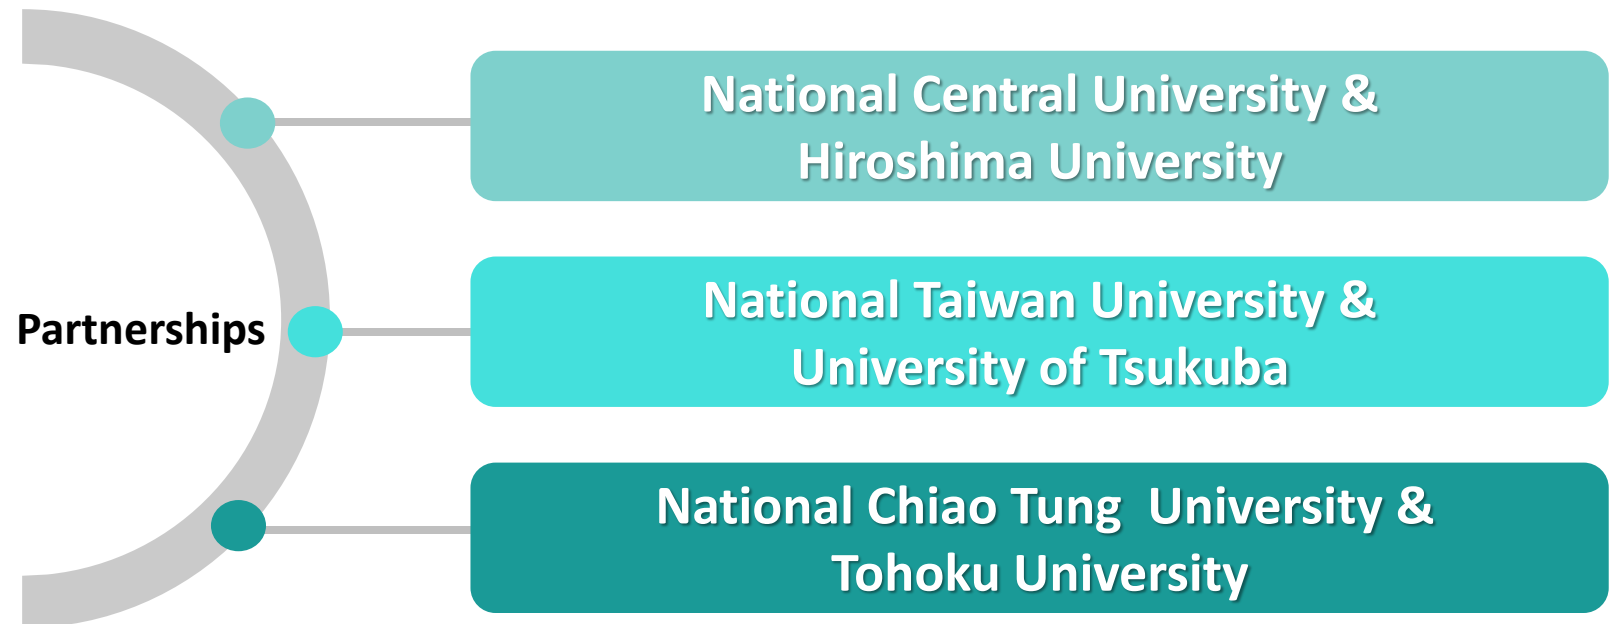 Partnerships
National Central University &
Hiroshima University
National Taiwan University &
University of Tsukuba
National Chiao Tung  University &
Tohoku University